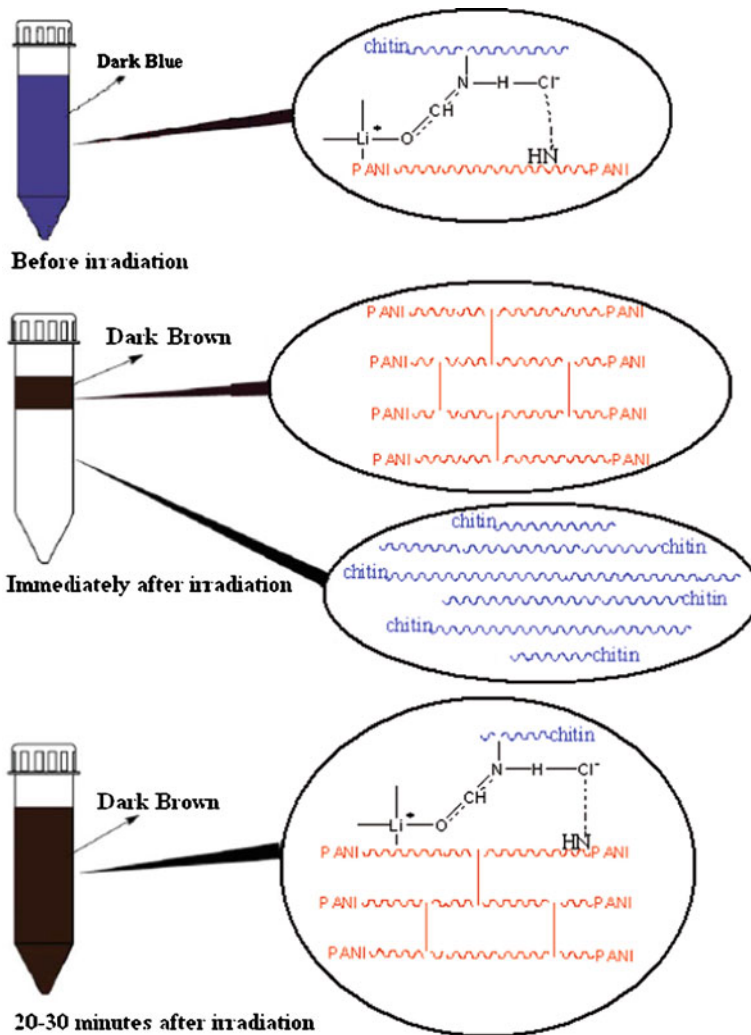 Dark Blue
Before irradiation
chitin
N H Cl⁻
CH
Li⁺ O
HN
PANI PANI
Dark Brown
Immediately after irradiation
PANI PANI
PANI PANI
PANI PANI
PANI PANI
chitin
chitin
chitin
chitin
chitin
chitin
Dark Brown
20-30 minutes after irradiation
chitin
N H Cl⁻
CH
Li⁺ O
HN
PANI PANI
PANI PANI
PANI PANI